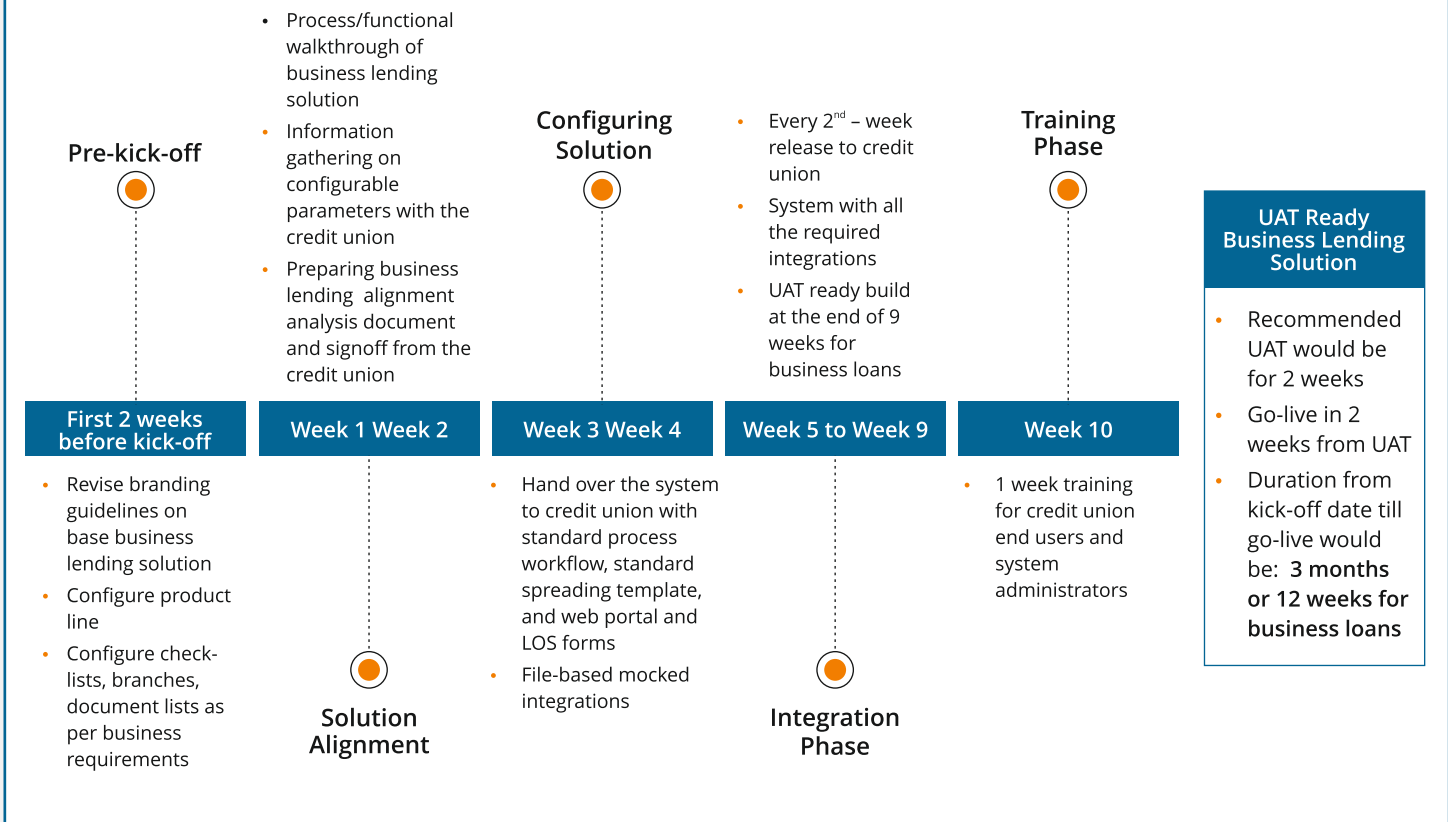 Pre-kick-off
First 2 weeks
before kick-off
• Revise branding
guidelines on
base business
lending solution
• Configure product
line
• Configure check-
lists, branches,
document lists as
per business
requirements
• Process/functional
walkthrough of
business lending
solution
• Information
gathering on
configurable
parameters with the
credit union
• Preparing business
lending alignment
analysis document
and signoff from the
credit union
Week 1 Week 2
Solution
Alignment
Configuring
Solution
Week 3 Week 4
• Hand over the system
to credit union with
standard process
workflow, standard
spreading template,
and web portal and
LOS forms
• File-based mocked
integrations
• Every 2nd – week
release to credit
union
• System with all
the required
integrations
• UAT ready build
at the end of 9
weeks for
business loans
Week 5 to Week 9
Integration
Phase
Training
Phase
Week 10
• 1 week training
for credit union
end users and
system
administrators
UAT Ready
Business Lending
Solution
• Recommended
UAT would be
for 2 weeks
• Go-live in 2
weeks from UAT
• Duration from
kick-off date till
go-live would
be: 3 months
or 12 weeks for
business loans